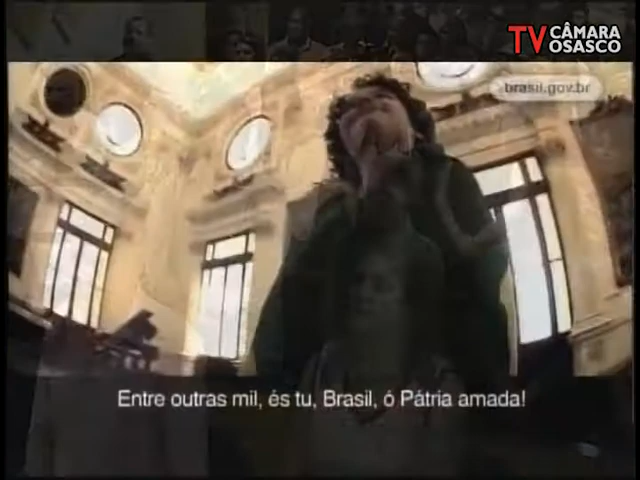 TV CÂMARA
OSASCO
brasil.gov.br
Entre outras mil, és tu, Brasil, ó Pátria amada!